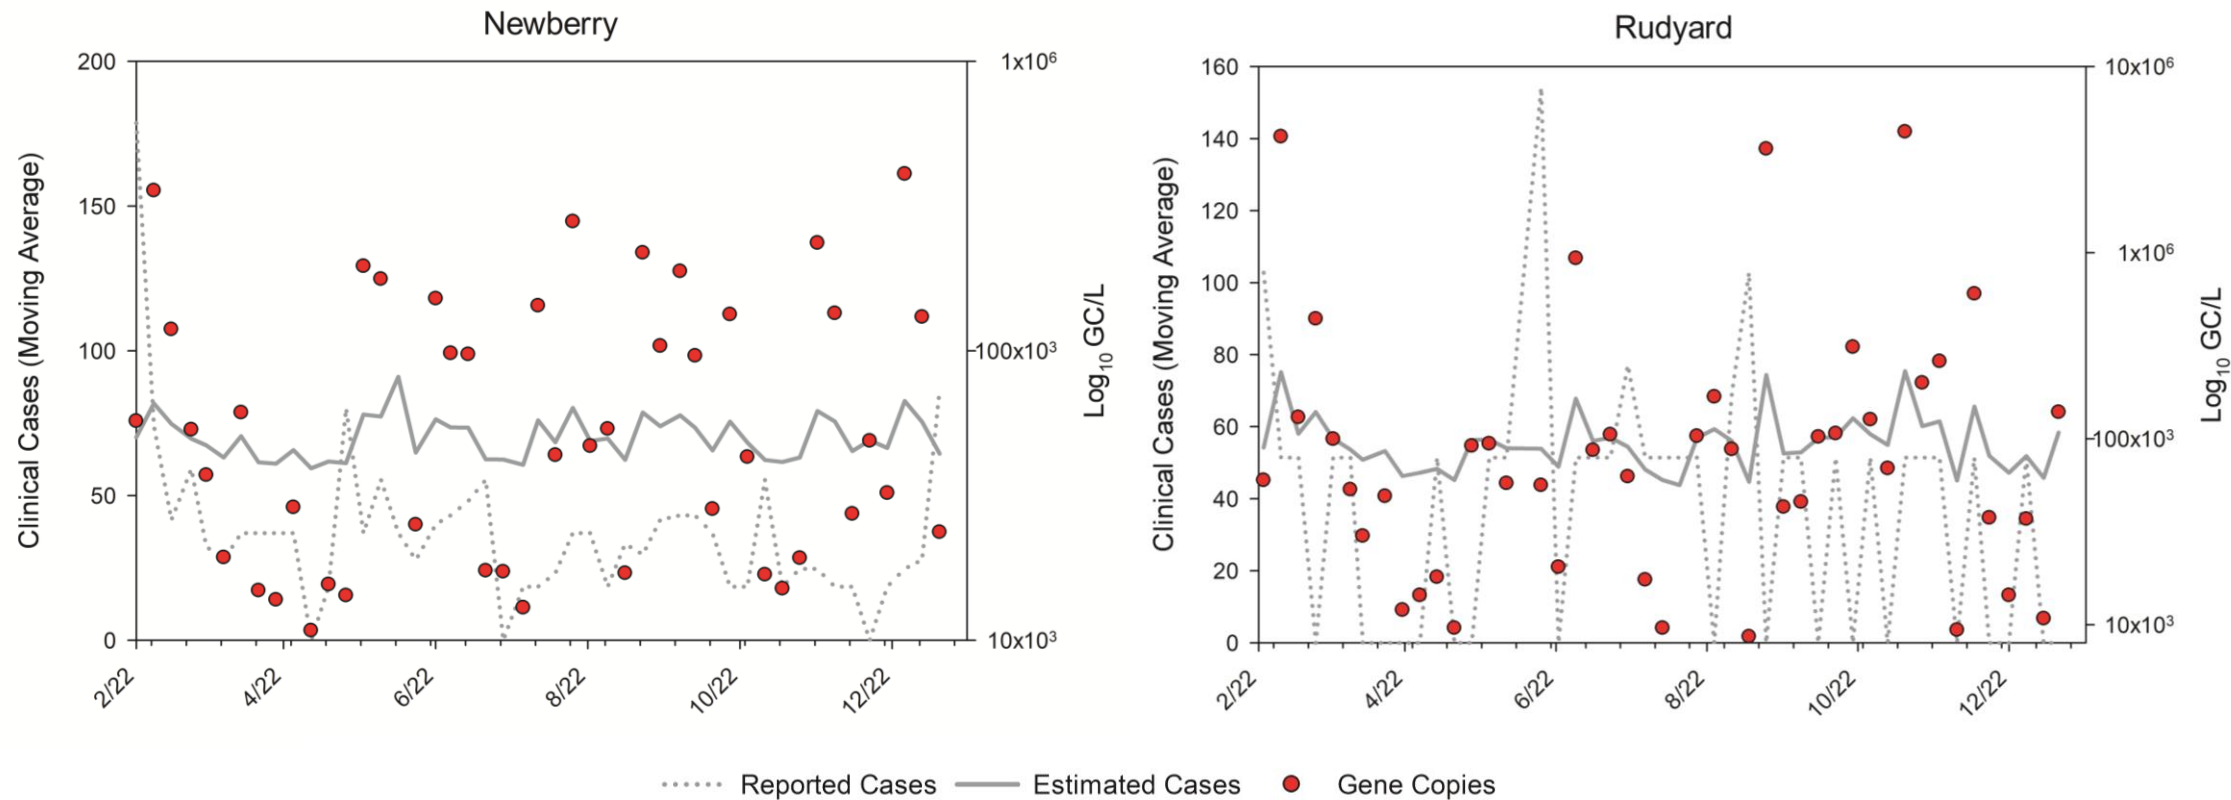 Newberry
Clinical Cases (Moving Average)
200
150
100
50
0
1x10⁶
100x10³
10x10³
Log₁₀ GC/L
2/22
4/22
6/22
8/22
10/22
12/22
Rudyard
Clinical Cases (Moving Average)
160
140
120
100
80
60
40
20
0
10x10⁶
1x10⁶
100x10³
10x10³
Log₁₀ GC/L
2/22
4/22
6/22
8/22
10/22
12/22
Reported Cases
Estimated Cases
Gene Copies